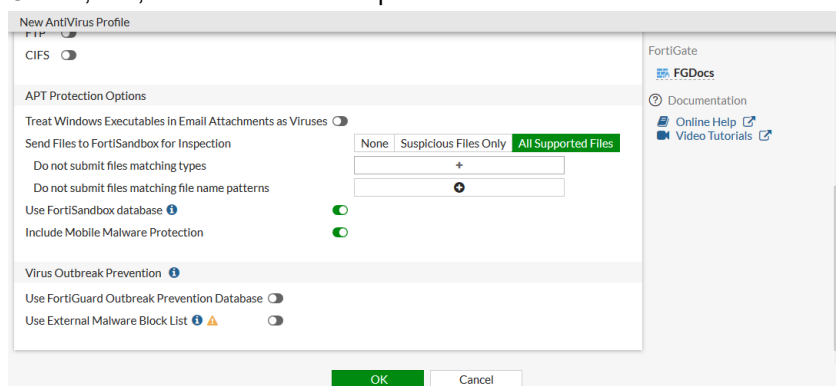 New AntiVirus Profile
FTP
CIFS
APT Protection Options
Treat Windows Executables in Email Attachments as Viruses
Send Files to FortiSandbox for Inspection None Suspicious Files Only All Supported Files
Do not submit files matching types +
Do not submit files matching file name patterns
Use FortiSandbox database
Include Mobile Malware Protection
Virus Outbreak Prevention
Use FortiGuard Outbreak Prevention Database
Use External Malware Block List
OK Cancel
FortiGate
FGDocs
Documentation
Online Help
Video Tutorials